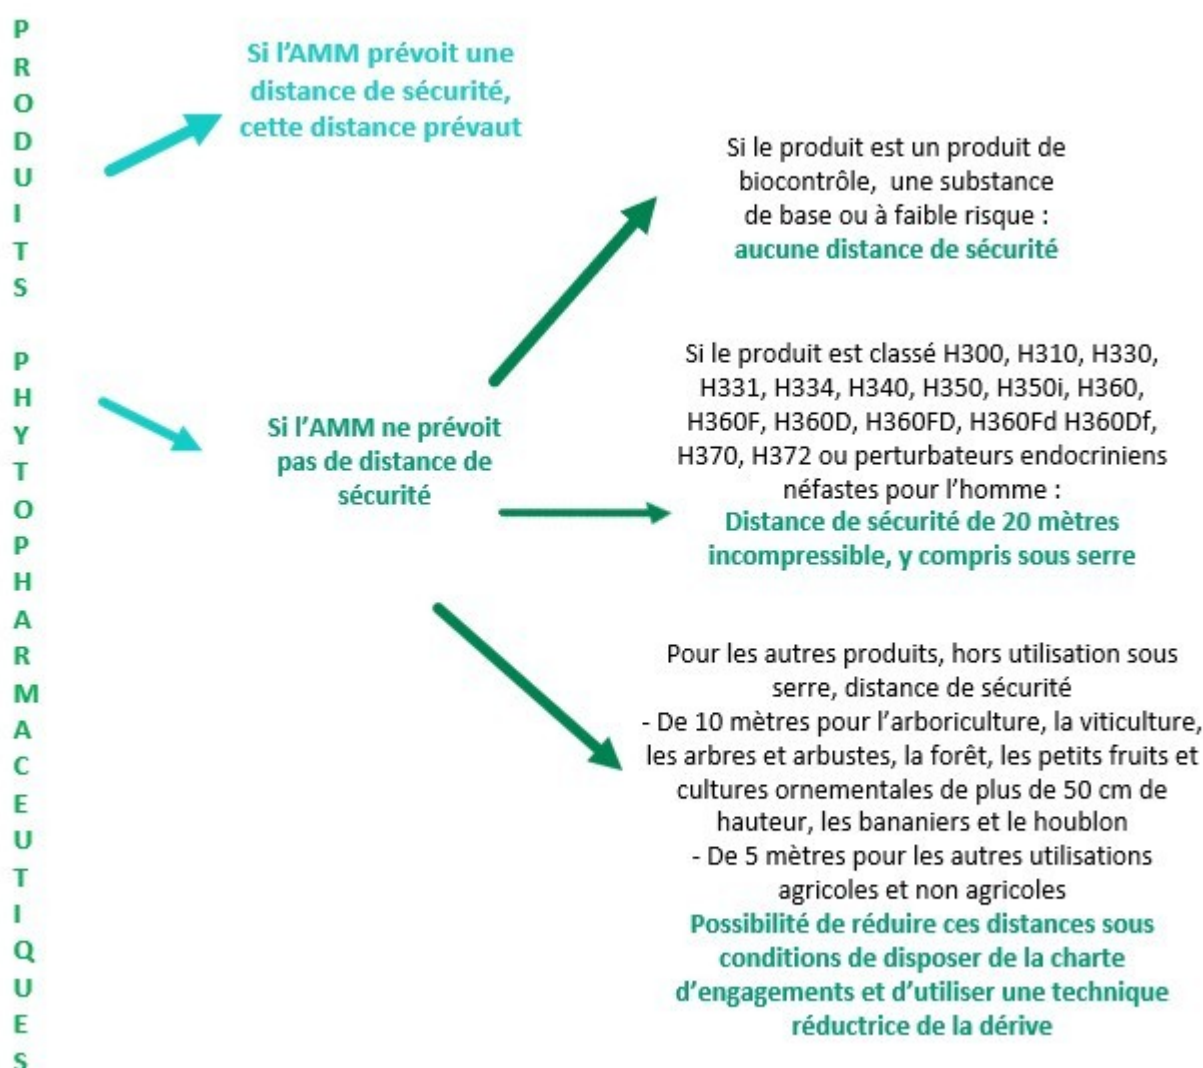 PRODUITS PHYTOPHARMACEUTIQUES
Si l'AMM prévoit une
distance de sécurité,
cette distance prévaut
Si l'AMM ne prévoit
pas de distance de
sécurité
Si le produit est un produit de
biocontrôle, une substance
de base ou à faible risque :
aucune distance de sécurité
Si le produit est classé H300, H310, H330,
H331, H334, H340, H350, H350i, H360,
H360F, H360D, H360FD, H360Fd H360Df,
H370, H372 ou perturbateurs endocriniens
néfastes pour l'homme :
Distance de sécurité de 20 mètres
incompressible, y compris sous serre
Pour les autres produits, hors utilisation sous
serre, distance de sécurité
- De 10 mètres pour l'arboriculture, la viticulture,
les arbres et arbustes, la forêt, les petits fruits et
cultures ornementales de plus de 50 cm de
hauteur, les bananiers et le houblon
- De 5 mètres pour les autres utilisations
agricoles et non agricoles
Possibilité de réduire ces distances sous
conditions de disposer de la charte
d'engagements et d'utiliser une technique
réductrice de la dérive